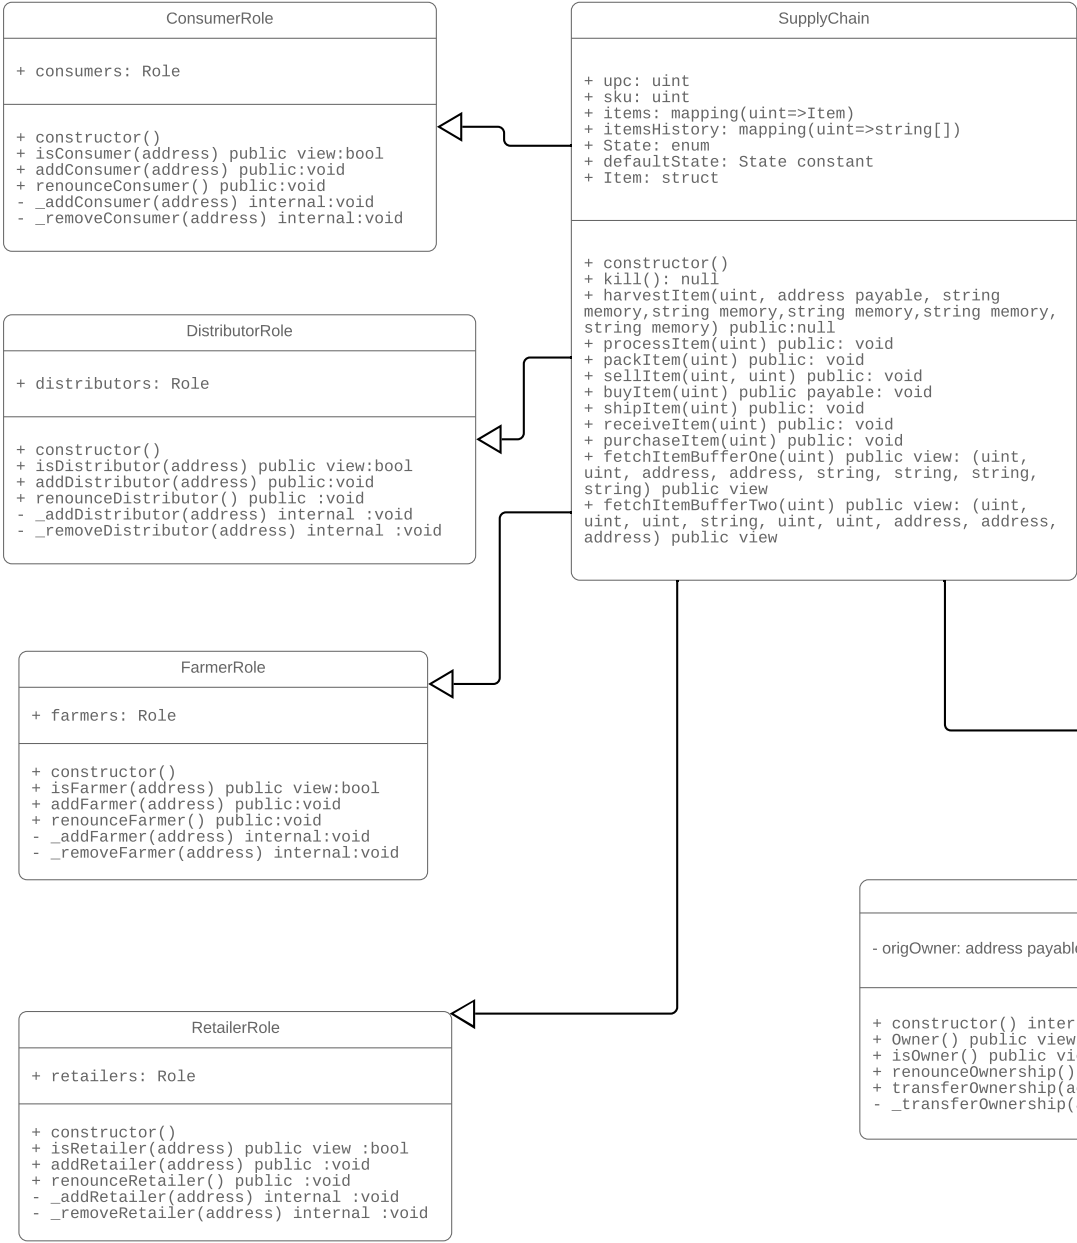 ConsumerRole
+ consumers: Role
+ constructor()
+ isConsumer(address) public view:bool
+ addConsumer(address) public:void
+ renounceConsumer() public:void
- _addConsumer(address) internal:void
- _removeConsumer(address) internal:void
SupplyChain
+ upc: uint
+ sku: uint
+ items: mapping(uint=>Item)
+ itemsHistory: mapping(uint=>string[])
+ State: enum
+ defaultState: State constant
+ Item: struct
+ constructor()
+ kill(): null
+ harvestItem(uint, address payable, string
memory,string memory,string memory,string memory,
string memory) public:null
+ processItem(uint) public: void
+ packItem(uint) public: void
+ sellItem(uint, uint) public: void
+ buyItem(uint) public payable: void
+ shipItem(uint) public: void
+ receiveItem(uint) public: void
+ purchaseItem(uint) public: void
+ fetchItemBufferOne(uint) public view: (uint,
uint, address, address, string, string, string,
string) public view
+ fetchItemBufferTwo(uint) public view: (uint,
uint, uint, string, uint, uint, address, address,
address) public view
DistributorRole
+ distributors: Role
+ constructor()
+ isDistributor(address) public view:bool
+ addDistributor(address) public:void
+ renounceDistributor() public :void
- _addDistributor(address) internal :void
- _removeDistributor(address) internal :void
FarmerRole
+ farmers: Role
+ constructor()
+ isFarmer(address) public view:bool
+ addFarmer(address) public:void
+ renounceFarmer() public:void
- _addFarmer(address) internal:void
- _removeFarmer(address) internal:void
- origOwner: address payable
+ constructor() inter
+ Owner() public view
+ isOwner() public vi
+ renounceOwnership()
+ transferOwnership(a
- _transferOwnership(
RetailerRole
+ retailers: Role
+ constructor()
+ isRetailer(address) public view :bool
+ addRetailer(address) public :void
+ renounceRetailer() public :void
- _addRetailer(address) internal :void
- _removeRetailer(address) internal :void